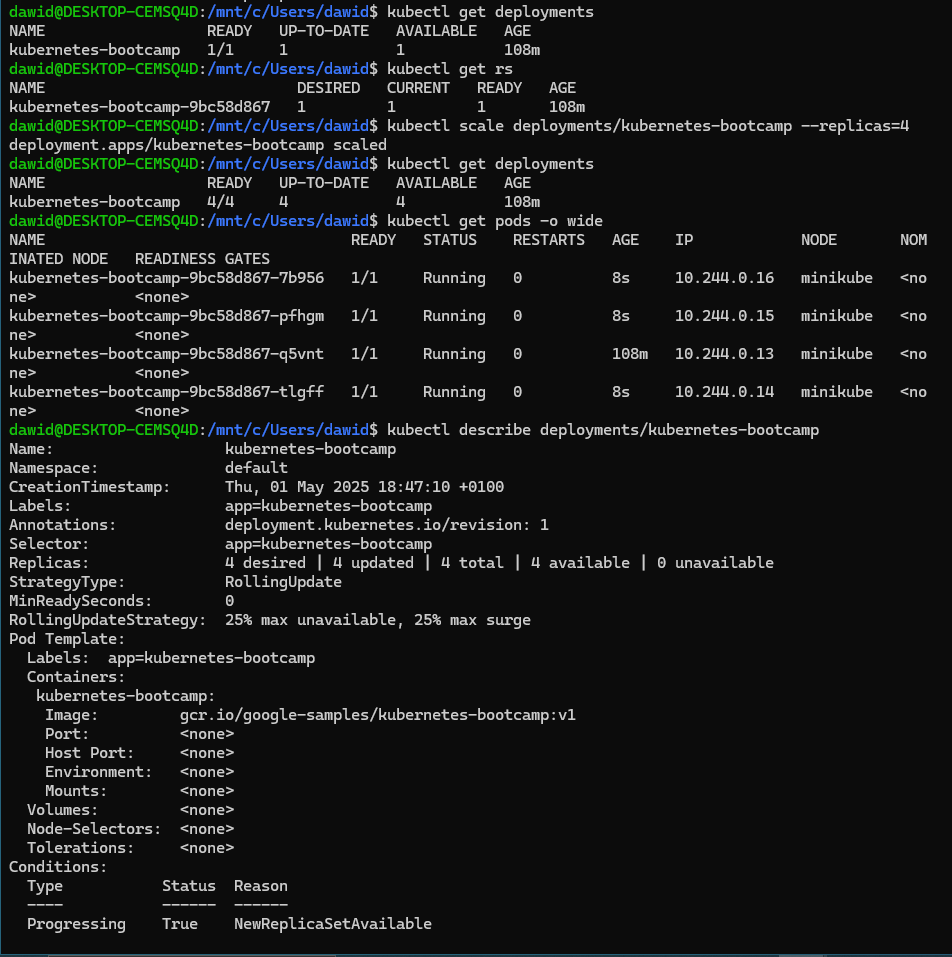 dawid@DESKTOP-CEMSQ4D:/mnt/c/Users/dawid$ kubectl get deployments
NAME                  READY   UP-TO-DATE   AVAILABLE   AGE
kubernetes-bootcamp   1/1     1            1           108m
dawid@DESKTOP-CEMSQ4D:/mnt/c/Users/dawid$ kubectl get rs
NAME                            DESIRED   CURRENT   READY   AGE
kubernetes-bootcamp-9bc58d867   1         1         1       108m
dawid@DESKTOP-CEMSQ4D:/mnt/c/Users/dawid$ kubectl scale deployments/kubernetes-bootcamp --replicas=4
deployment.apps/kubernetes-bootcamp scaled
dawid@DESKTOP-CEMSQ4D:/mnt/c/Users/dawid$ kubectl get deployments
NAME                  READY   UP-TO-DATE   AVAILABLE   AGE
kubernetes-bootcamp   4/4     4            4           108m
dawid@DESKTOP-CEMSQ4D:/mnt/c/Users/dawid$ kubectl get pods -o wide
NAME                                  READY   STATUS    RESTARTS   AGE    IP            NODE       NOM
INATED NODE   READINESS GATES
kubernetes-bootcamp-9bc58d867-7b956   1/1     Running   0          8s     10.244.0.16   minikube   <no
ne>           <none>
kubernetes-bootcamp-9bc58d867-pfhgm   1/1     Running   0          8s     10.244.0.15   minikube   <no
ne>           <none>
kubernetes-bootcamp-9bc58d867-q5vnt   1/1     Running   0          108m   10.244.0.13   minikube   <no
ne>           <none>
kubernetes-bootcamp-9bc58d867-tlgff   1/1     Running   0          8s     10.244.0.14   minikube   <no
ne>           <none>
dawid@DESKTOP-CEMSQ4D:/mnt/c/Users/dawid$ kubectl describe deployments/kubernetes-bootcamp
Name:                   kubernetes-bootcamp
Namespace:              default
CreationTimestamp:      Thu, 01 May 2025 18:47:10 +0100
Labels:                 app=kubernetes-bootcamp
Annotations:            deployment.kubernetes.io/revision: 1
Selector:               app=kubernetes-bootcamp
Replicas:               4 desired | 4 updated | 4 total | 4 available | 0 unavailable
StrategyType:           RollingUpdate
MinReadySeconds:        0
RollingUpdateStrategy:  25% max unavailable, 25% max surge
Pod Template:
  Labels:  app=kubernetes-bootcamp
  Containers:
   kubernetes-bootcamp:
    Image:         gcr.io/google-samples/kubernetes-bootcamp:v1
    Port:          <none>
    Host Port:     <none>
    Environment:   <none>
    Mounts:        <none>
  Volumes:         <none>
  Node-Selectors:  <none>
  Tolerations:     <none>
Conditions:
  Type           Status  Reason
  ----           ------  ------
  Progressing    True    NewReplicaSetAvailable